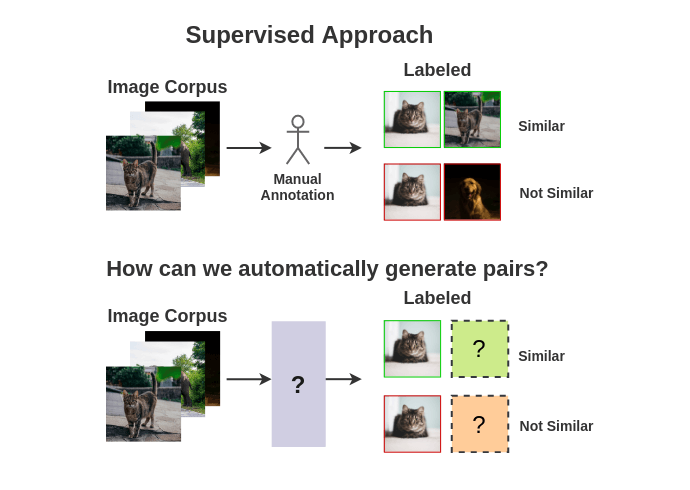 Supervised Approach
Labeled
Image Corpus
Similar
Manual
Annotation
Not Similar
How can we automatically generate pairs?
Labeled
Image Corpus
?
?
Similar
?
Not Similar